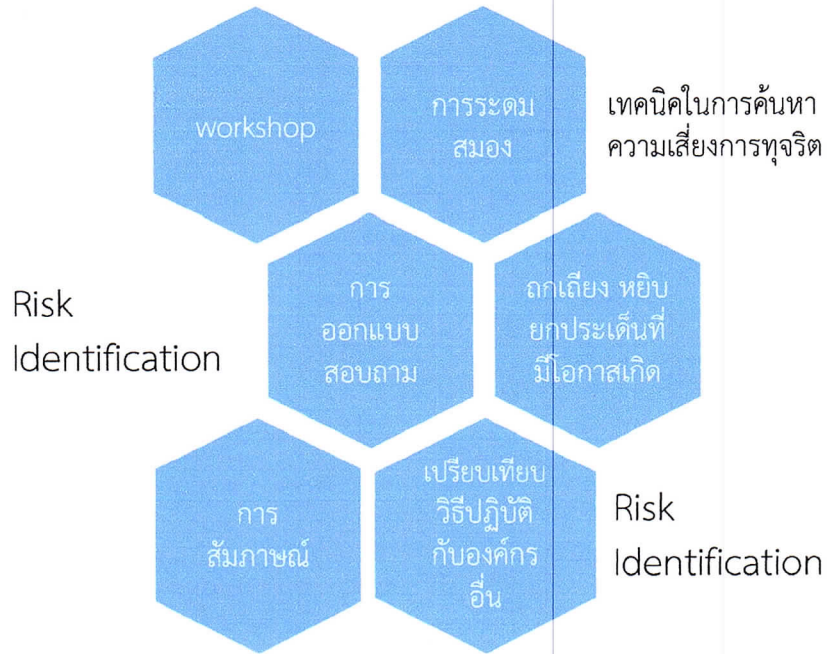 workshop
การระดม
สมอง
เทคนิคในการค้นหา
ความเสี่ยงการทุจริต
Risk
Identification
การ
ออกแบบ
สอบถาม
ถกเถียง หยิบ
ยกประเด็นที่
มีโอกาสเกิด
การ
สัมภาษณ์
เปรียบเทียบ
วิธีปฏิบัติ
กับองค์กร
อื่น
Risk
Identification